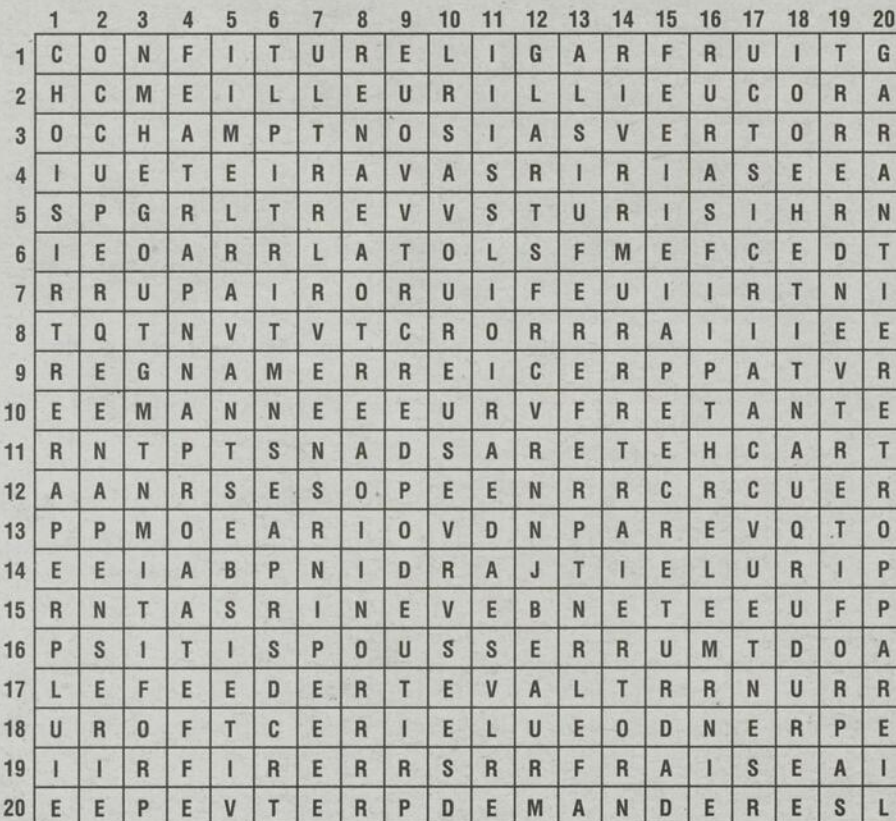 1 2 3 4 5 6 7 8 9 10 11 12 13 14 15 16 17 18 19 20
1 C O N F I T U R E L I G A R F R U I T G
2 H C M E I L L E U R I L L I E U C O R A
3 O C H A M P T N O S I A S V E R T O R R
4 I U E T E I R A V A S R I R I A S E E A
5 S P G R L T R E V V S T U R I S I H R N
6 I E O A R R L A T O L S F M E F C E D T
7 R R U P A I R O R U I F E U I I R T N I
8 T Q T N V T V T C R O R R R A I I I E E
9 R E G N A M E R R E I C E R P P A T V R
10 E E M A N N E E E U R V F R E T A N T E
11 R N T P T S N A D S A R E T E H C A R T
12 A A N R S E S O P E E N R R C R C U E R
13 P P M O E A R I O V D N P A R E V Q T O
14 E E I A B P N I D R A J T I E L U R I P
15 R N T A S R I N E V E B N E T E E U F P
16 P S I T I S P O U S S E R R U M T D O A
17 L E F E E D E R T E V A L T R R N U R R
18 U R O F T C E R I E L U E O D N E R P E
19 I I R F I R E R R S R R F R A I S E A I
20 E E P E V T E R P D E M A N D E R E S L